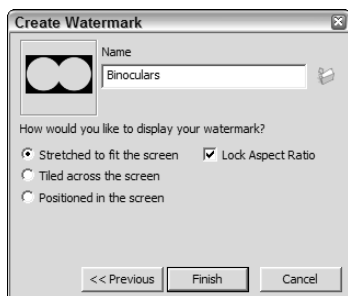 Create Watermark
Name
Binoculars
How would you like to display your watermark?
Stretched to fit the screen Lock Aspect Ratio
Tiled across the screen
Positioned in the screen
<< Previous Finish Cancel